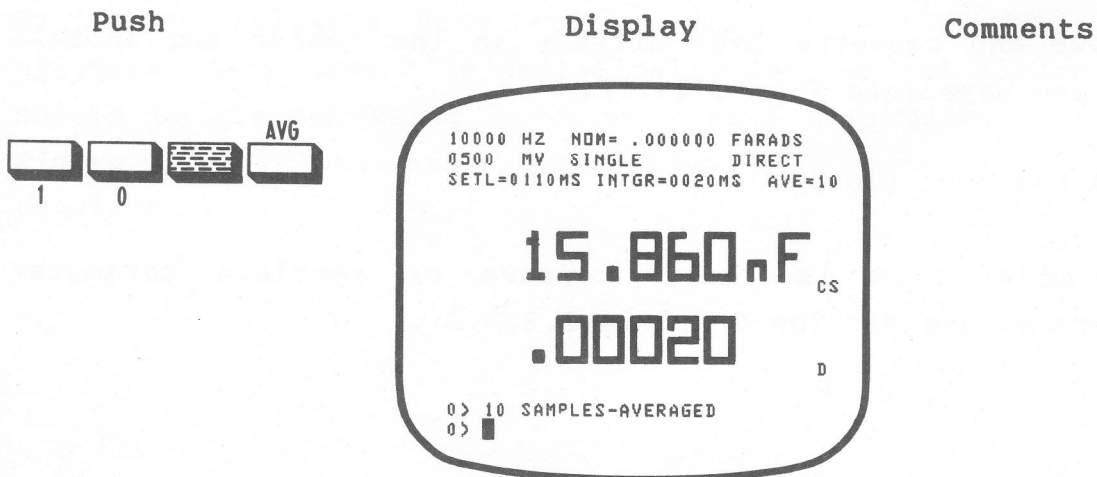 Push Display Comments
AVG
1 0
10000 HZ NOM= .000000 FARADS
0500 MV SINGLE DIRECT
SETL=0110MS INTGR=0020MS AVE=10
15.860nF CS
.00020 D
0> 10 SAMPLES-AVERAGED
0>